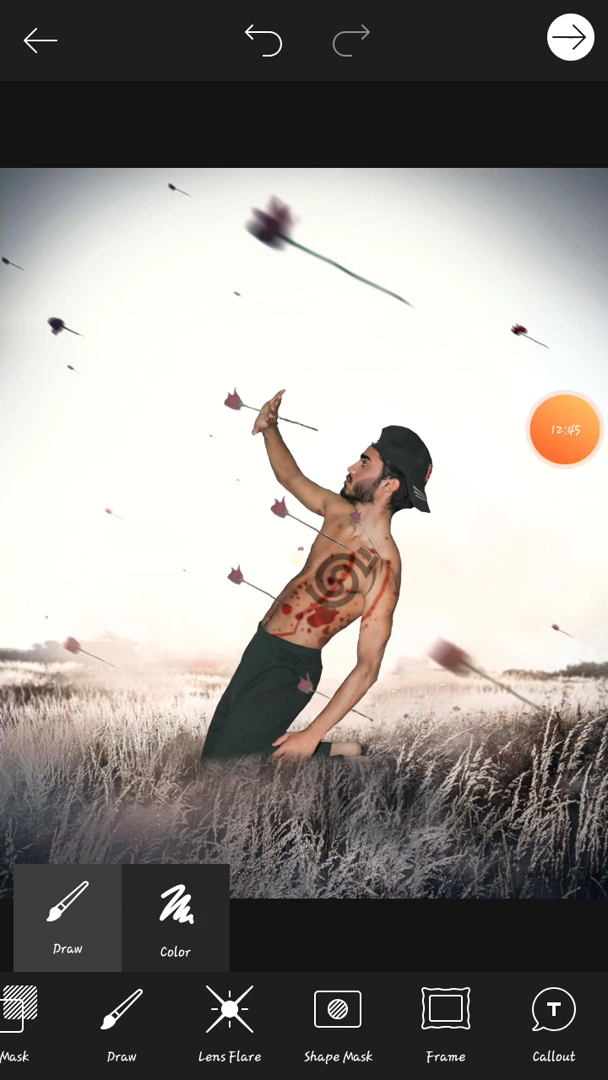 12:45
Draw
Color
Mask
Draw
Lens Flare
Shape Mask
Frame
T
Callout